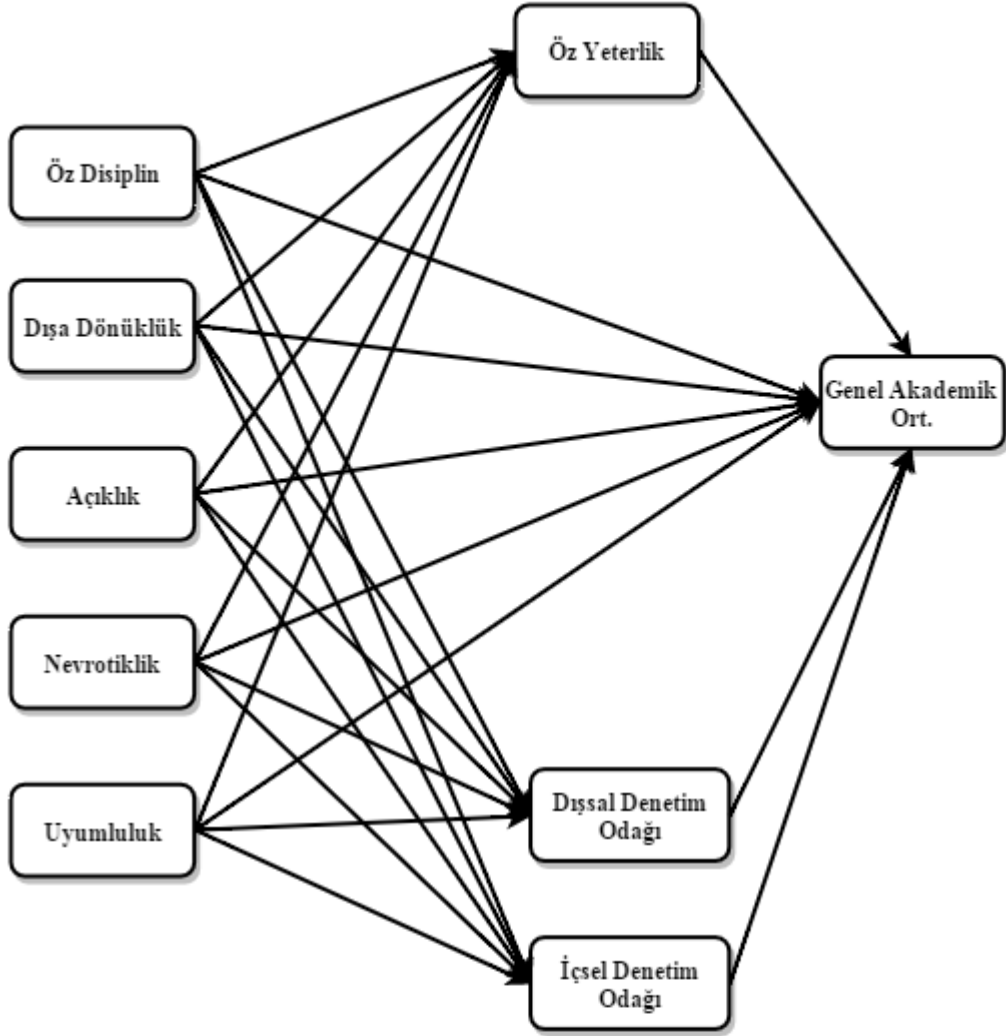 Öz Yeterlik
Öz Disiplin
Dışa Dönüklük
Genel Akademik
Ort.
Açıklık
Nevrotiklik
Uyumluluk
Dışsal Denetim
Odağı
İçsel Denetim
Odağı